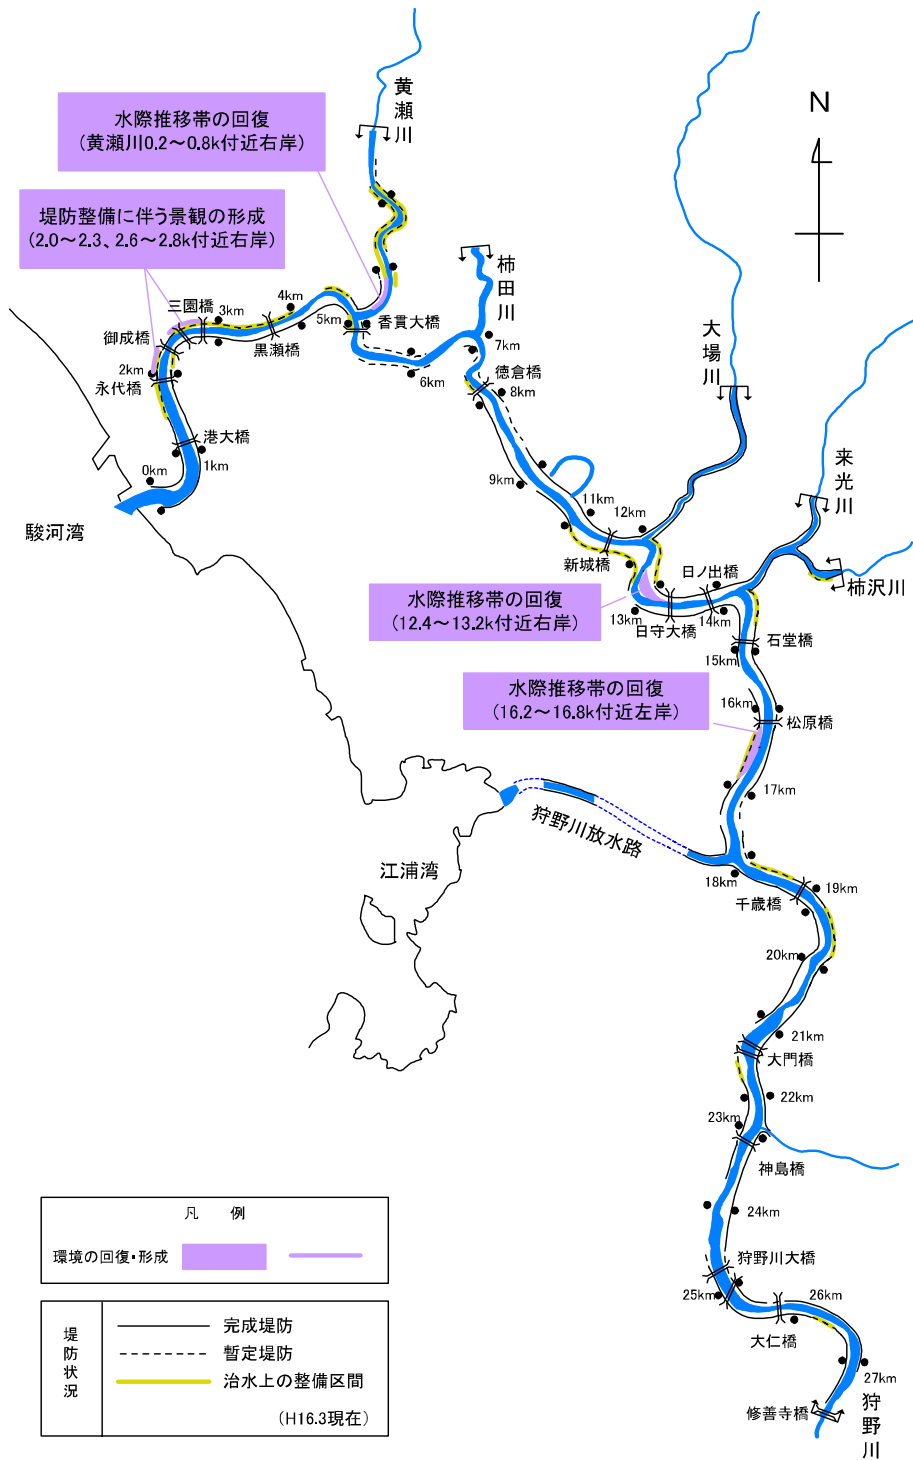 黄瀬川
N
水際推移帯の回復
(黄瀬川0.2～0.8k付近右岸)
堤防整備に伴う景観の形成
(2.0～2.3、2.6～2.8k付近右岸)
柿田川
三園橋
3km
4km
5km
香貫大橋
御成橋
黒瀬橋
7km
大場川
2km
永代橋
6km
徳倉橋
8km
港大橋
0km
1km
9km
来光川
11km
12km
駿河湾
新城橋
日ノ出橋
柿沢川
水際推移帯の回復
(12.4～13.2k付近右岸)
13km
日守大橋
14km
石堂橋
15km
水際推移帯の回復
(16.2～16.8k付近左岸)
16km
松原橋
17km
狩野川放水路
江浦湾
18km
千歳橋
19km
20km
21km
大門橋
22km
23km
神島橋
24km
狩野川大橋
25km
26km
大仁橋
27km
修善寺橋
狩野川
凡 例
環境の回復・形成
堤防状況
完成堤防
暫定堤防
治水上の整備区間
(H16.3現在)